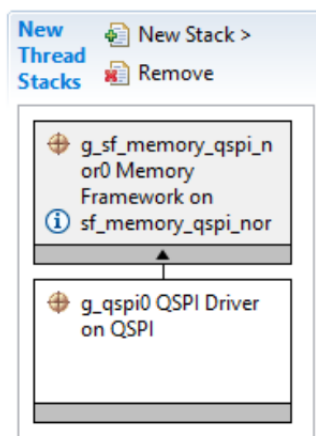 New Thread Stacks
New Stack >
Remove
g_sf_memory_qspi_n
or0 Memory
Framework on
sf_memory_qspi_nor
g_qspi0 QSPI Driver
on QSPI